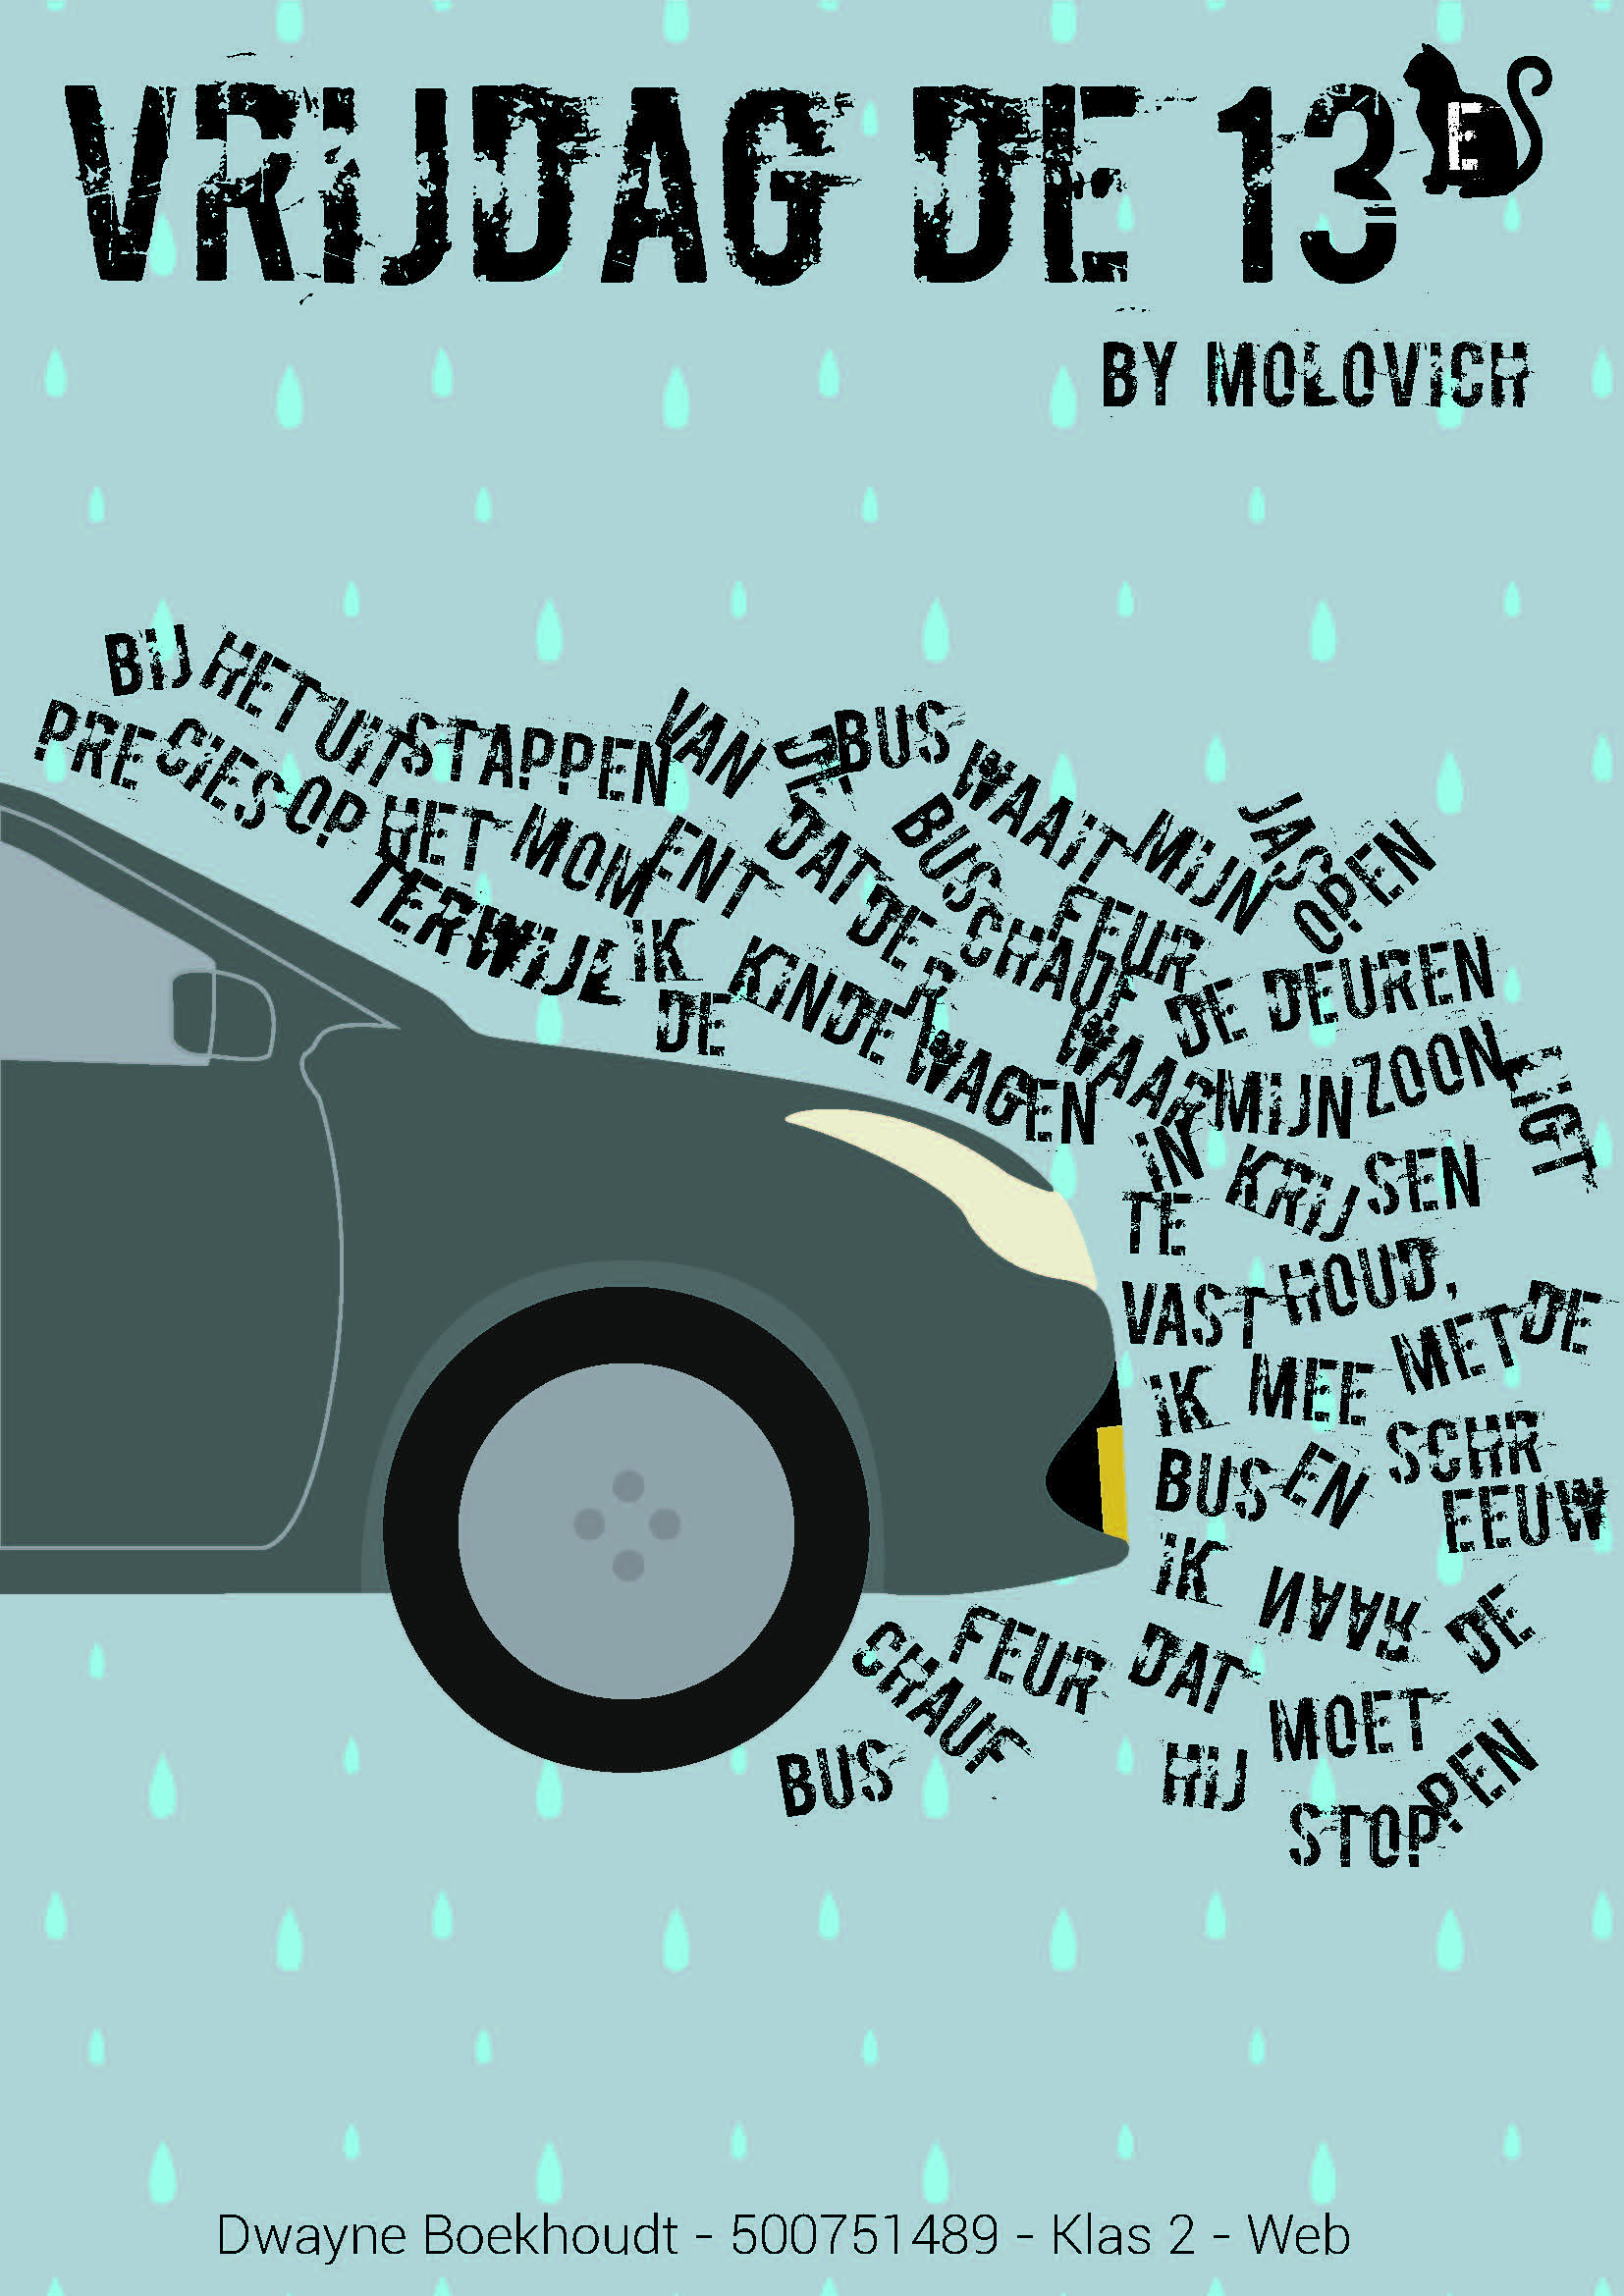 VRIJDAG DE 13E
BY MOLOVICH
BIJ HET UITSTAPPEN VAN DE BUS WAAIT MIJN JAS OPEN
PRECIES OP HET MOMENT DAT DE BUSCHAUFFEUR DE DEUREN
TERWIJL IK DE KINDERWAGEN WAAR MIJN ZOON LIGT
IN TE KRIJSEN
VAST HOUD,
IK MEE MET DE
BUS EN SCHREEUW
IK NAAR DE
BUS CHAUFFEUR DAT HIJ MOET STOPPEN
Dwayne Boekhoudt - 500751489 - Klas 2 - Web